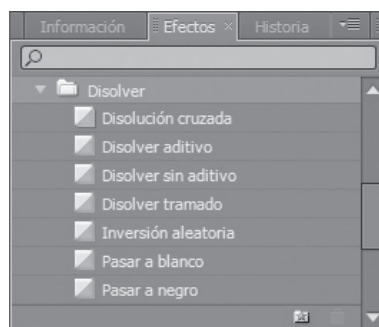 Información Efectos Historia
Disolver
Disolución cruzada
Disolver aditivo
Disolver sin aditivo
Disolver tramado
Inversión aleatoria
Pasar a blanco
Pasar a negro